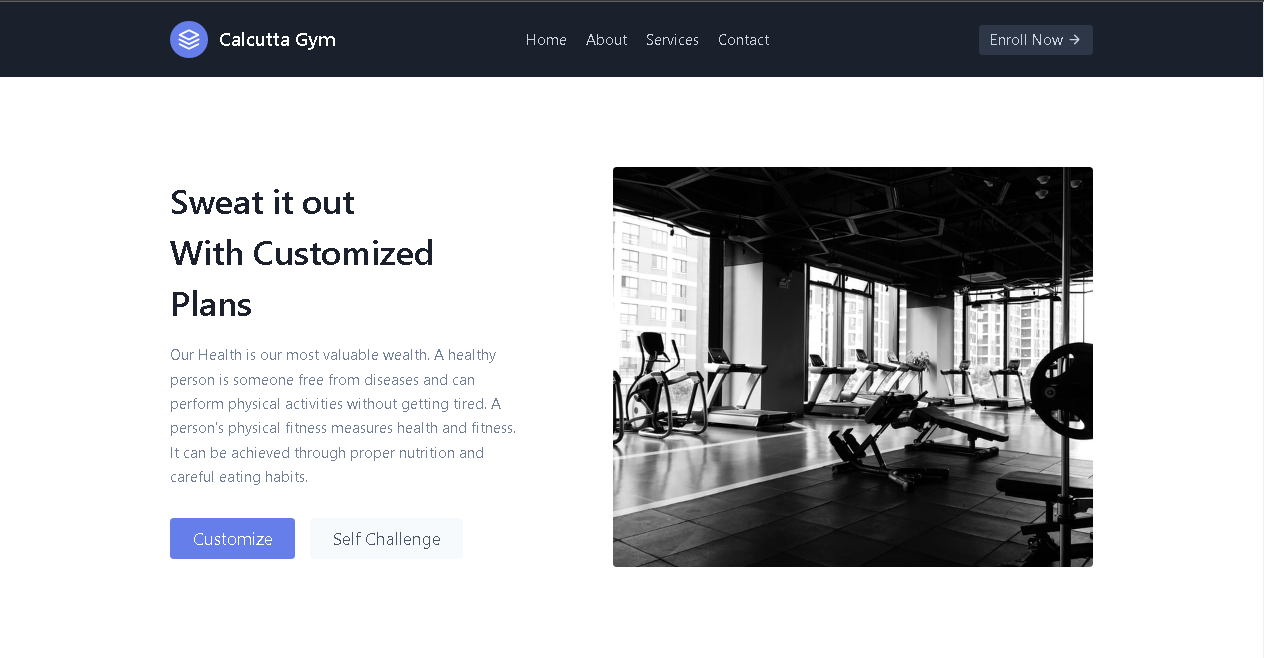 Calcutta Gym
Home About Services Contact
Enroll Now →
Sweat it out
With Customized
Plans
Our Health is our most valuable wealth. A healthy
person is someone free from diseases and can
perform physical activities without getting tired. A
person's physical fitness measures health and fitness.
It can be achieved through proper nutrition and
careful eating habits.
Customize
Self Challenge